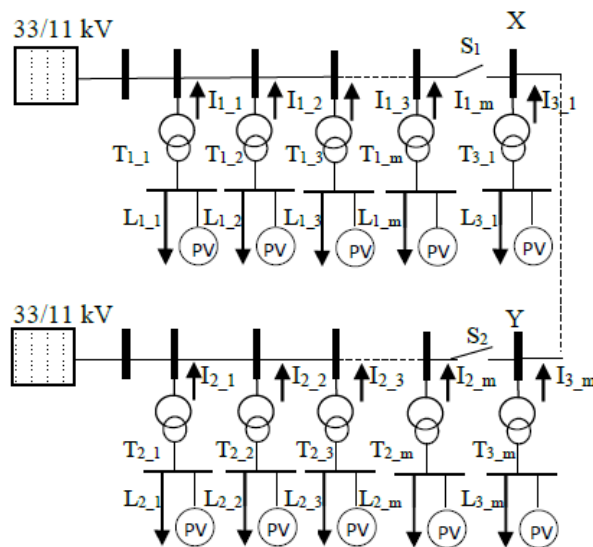 33/11 kV
X
S1
I1_1 I1_2 I1_3 I1_m I3_1
T1_1 T1_2 T1_3 T1_m T3_1
L1_1 L1_2 L1_3 L1_m L3_1
PV PV PV PV PV
33/11 kV
S2 Y
I2_1 I2_2 I2_3 I2_m I3_m
T2_1 T2_2 T2_3 T2_m T3_m
L2_1 L2_2 L2_3 L2_m L3_m
PV PV PV PV PV